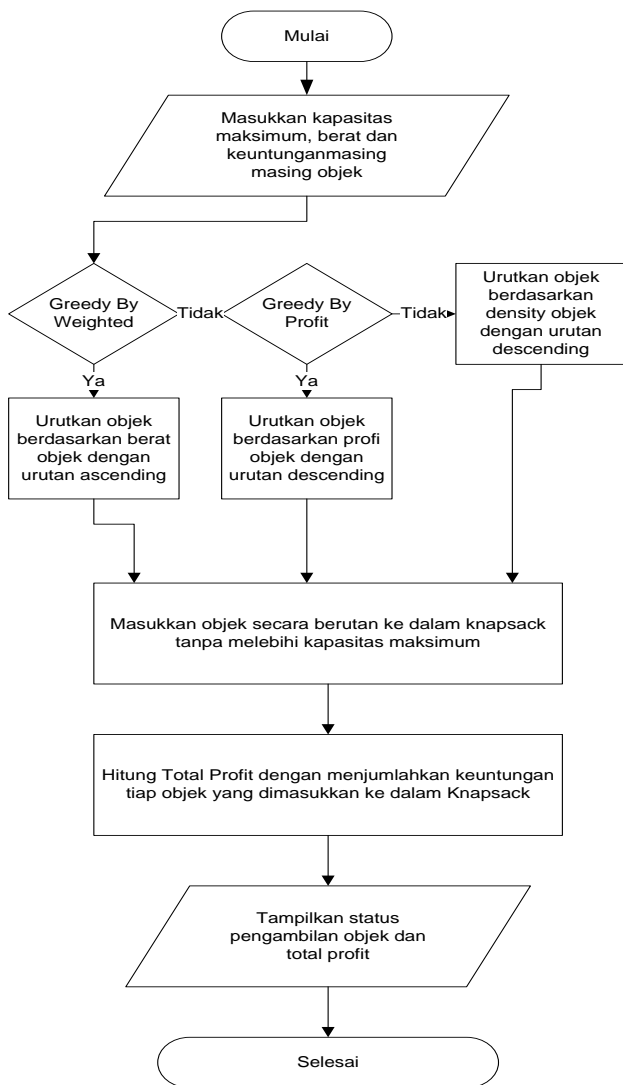 Mulai
Masukkan kapasitas
maksimum, berat dan
keuntunganmasing
masing objek
Greedy By
Weighted
Tidak
Greedy By
Profit
Tidak
Urutkan objek
berdasarkan
density objek
dengan urutan
descending
Ya
Ya
Urutkan objek
berdasarkan berat
objek dengan
urutan ascending
Urutkan objek
berdasarkan profi
objek dengan
urutan descending
Masukkan objek secara berutan ke dalam knapsack
tanpa melebihi kapasitas maksimum
Hitung Total Profit dengan menjumlahkan keuntungan
tiap objek yang dimasukkan ke dalam Knapsack
Tampilkan status
pengambilan objek dan
total profit
Selesai